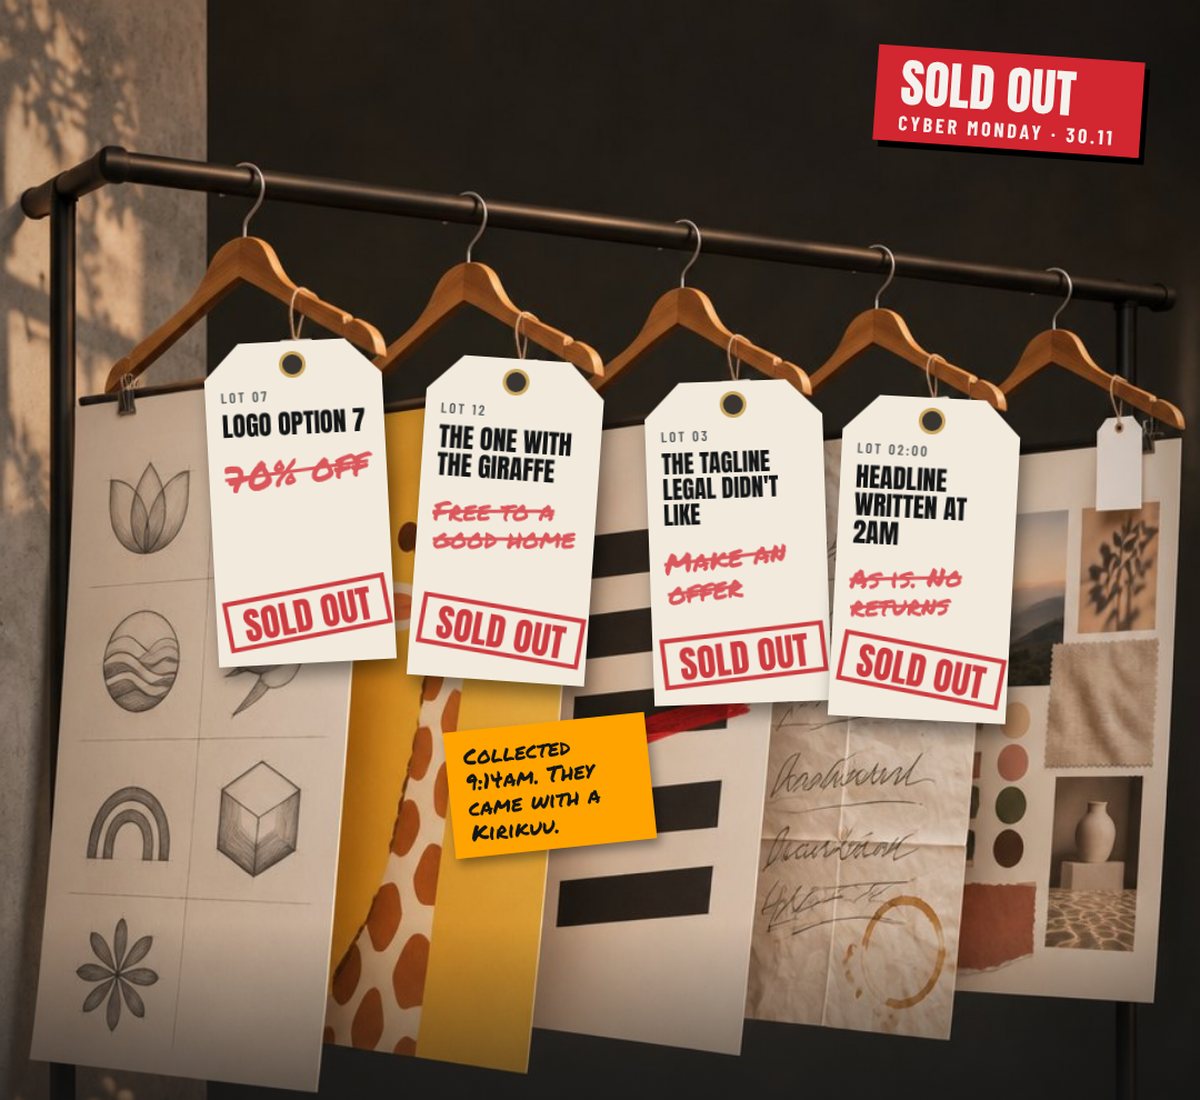 SOLD OUT
CYBER MONDAY · 30.11
LOT 07
LOGO OPTION 7
70% OFF
SOLD OUT
LOT 12
THE ONE WITH
THE GIRAFFE
FREE TO A
GOOD HOME
SOLD OUT
LOT 03
THE TAGLINE
LEGAL DIDN'T
LIKE
MAKE AN
OFFER
SOLD OUT
LOT 02:00
HEADLINE
WRITTEN AT
2AM
AS IS. NO
RETURNS
SOLD OUT
COLLECTED
9:14AM. THEY
CAME WITH A
KIRIKUU.